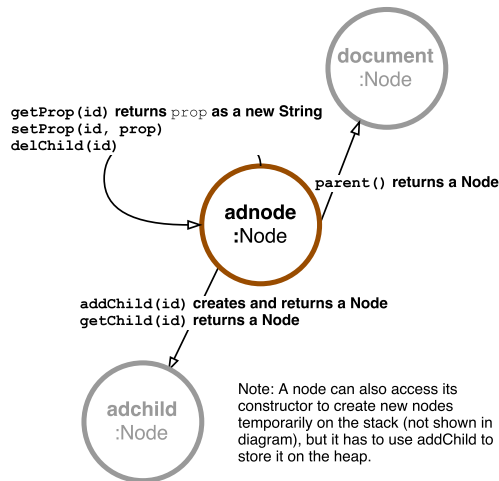 document
:Node
getProp(id) returns prop as a new String
setProp(id, prop)
delChild(id)
parent() returns a Node
adnode
:Node
addChild(id) creates and returns a Node
getChild(id) returns a Node
adchild
:Node
Note: A node can also access its
constructor to create new nodes
temporarily on the stack (not shown in
diagram), but it has to use addChild to
store it on the heap.